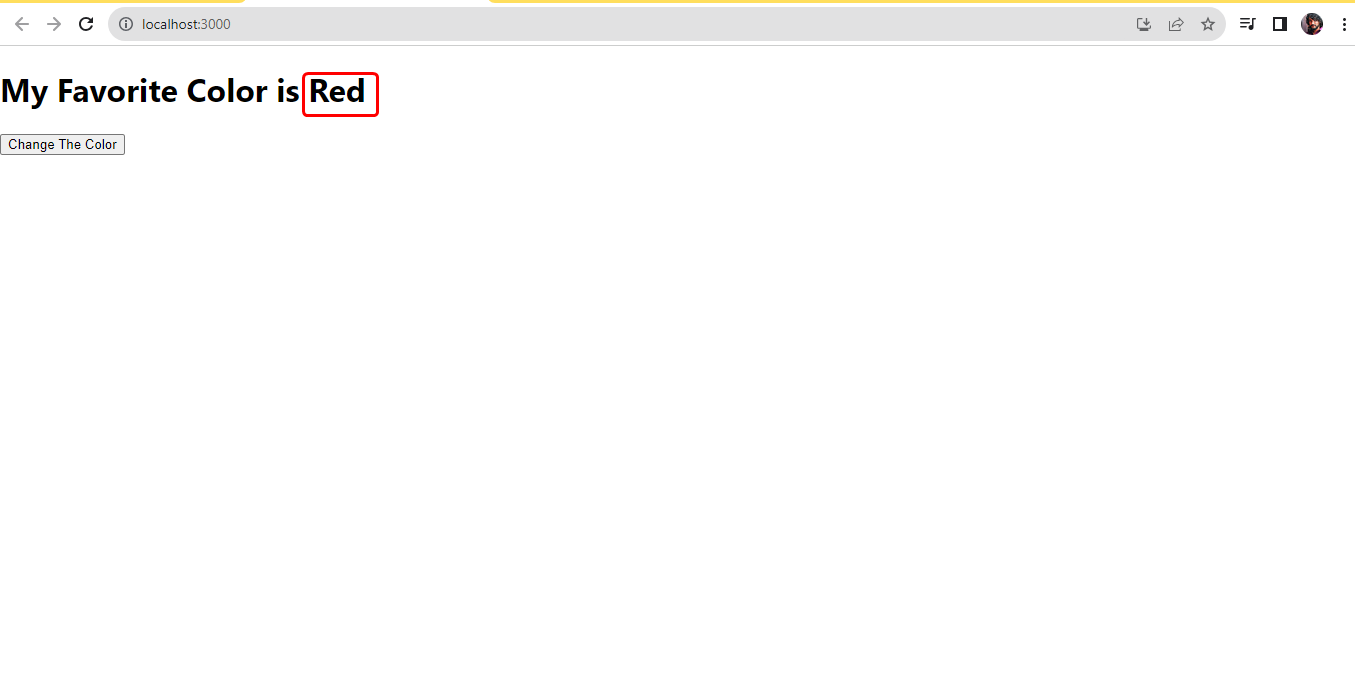 localhost:3000
My Favorite Color is Red
Change The Color